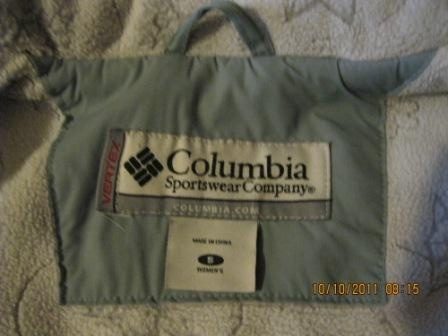 VERTEX
Columbia
Sportswear Company®
COLUMBIA.COM
MADE IN CHINA
S
WOMEN'S
10/10/2011 08:15